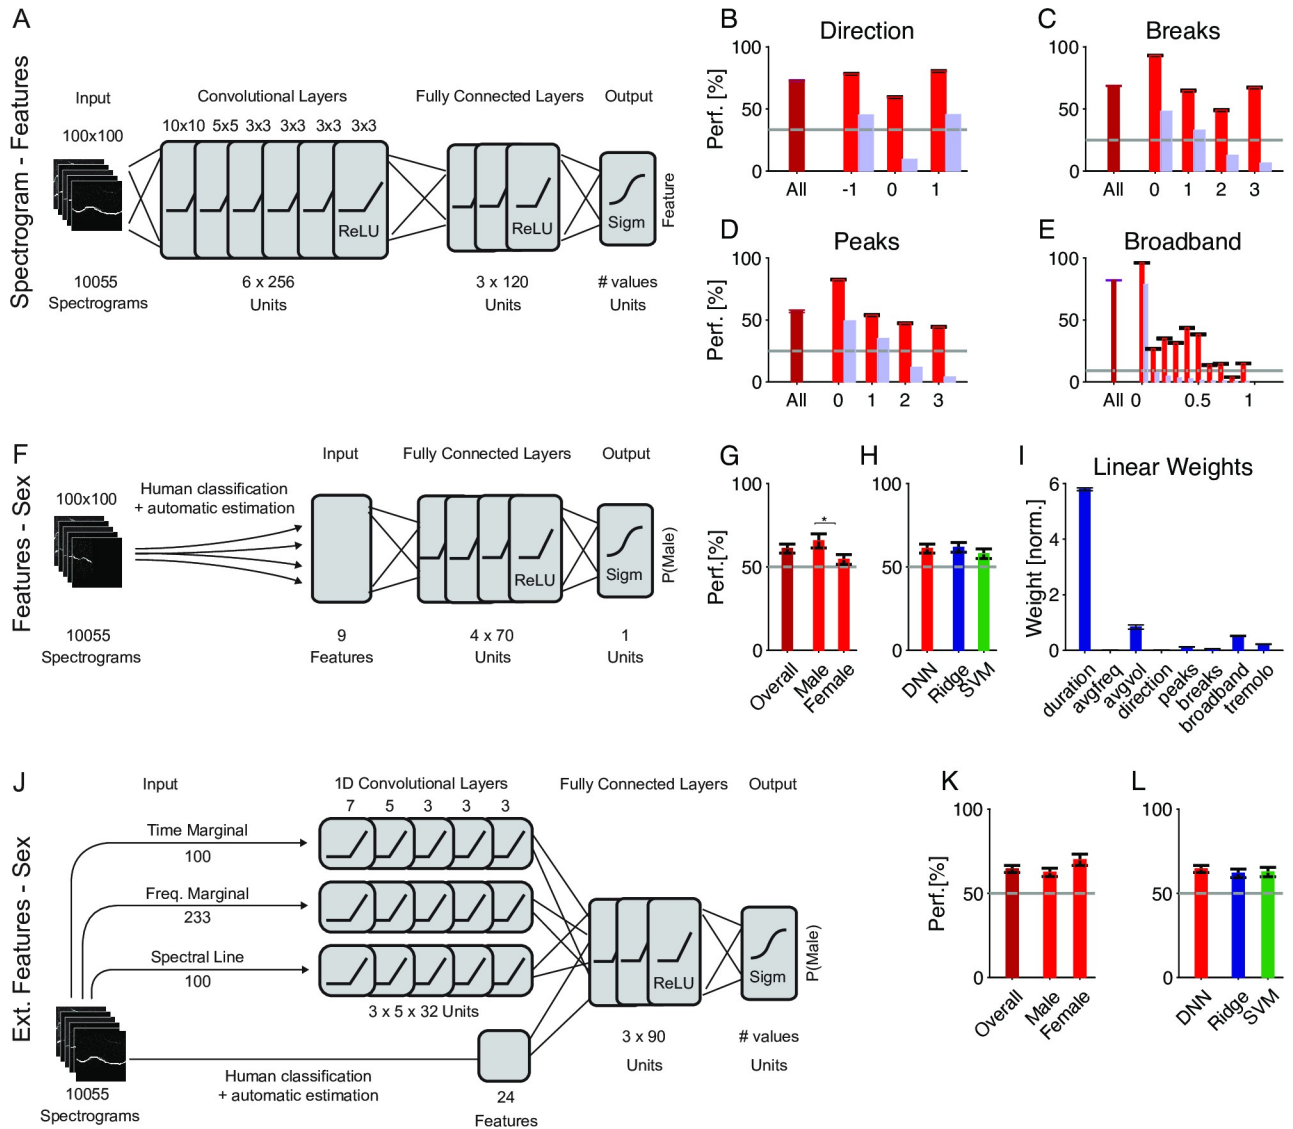 A
Spectrogram - Features
Input
Convolutional Layers
Fully Connected Layers
Output
100x100
10x10 5x5 3x3 3x3 3x3 3x3
ReLU
ReLU
Sigm
Feature
10055
Spectrograms
6 x 256
Units
3 x 120
Units
# values
Units
B
Direction
Perf. [%]
100
50
0
All -1 0 1
C
Breaks
100
50
0
All 0 1 2 3
D
Peaks
Perf. [%]
100
50
0
All 0 1 2 3
E
Broadband
100
50
0
All 0 0.5 1
F
Features - Sex
Input
Fully Connected Layers
Output
100x100
Human classification
+ automatic estimation
ReLU
Sigm
P(Male)
10055
Spectrograms
9
Features
4 x 70
Units
1
Units
G
Perf.[%]
100
50
0
*
Overall
Male
Female
H
100
50
0
DNN
Ridge
SVM
I
Linear Weights
Weight [norm.]
6
4
2
0
duration
avgfreq
avgvol
direction
peaks
breaks
broadband
tremolo
J
Ext. Features - Sex
Input
1D Convolutional Layers
Fully Connected Layers
Output
7 5 3 3 3
Time Marginal
100
Freq. Marginal
233
Spectral Line
100
3 x 5 x 32 Units
ReLU
Sigm
P(Male)
3 x 90
Units
# values
Units
10055
Spectrograms
Human classification
+ automatic estimation
24
Features
K
Perf.[%]
100
50
0
Overall
Male
Female
L
100
50
0
DNN
Ridge
SVM